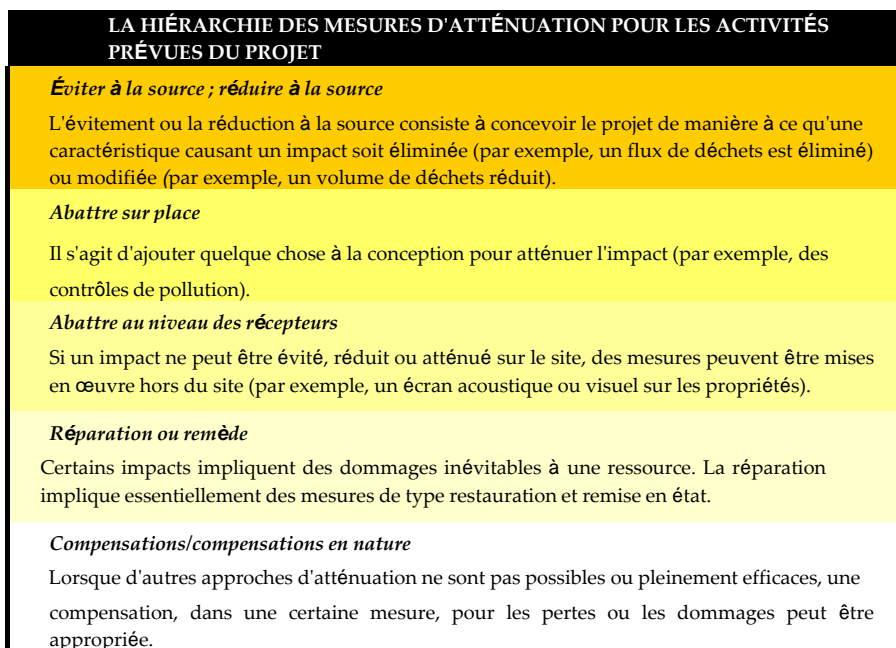 LA HIÉRARCHIE DES MESURES D'ATTÉNUATION POUR LES ACTIVITÉS
PRÉVUES DU PROJET
Éviter à la source ; réduire à la source
L'évitement ou la réduction à la source consiste à concevoir le projet de manière à ce qu'une
caractéristique causant un impact soit éliminée (par exemple, un flux de déchets est éliminé)
ou modifiée (par exemple, un volume de déchets réduit).
Abattre sur place
Il s'agit d'ajouter quelque chose à la conception pour atténuer l'impact (par exemple, des
contrôles de pollution).
Abattre au niveau des récepteurs
Si un impact ne peut être évité, réduit ou atténué sur le site, des mesures peuvent être mises
en œuvre hors du site (par exemple, un écran acoustique ou visuel sur les propriétés).
Réparation ou remède
Certains impacts impliquent des dommages inévitables à une ressource. La réparation
implique essentiellement des mesures de type restauration et remise en état.
Compensations/compensations en nature
Lorsque d'autres approches d'atténuation ne sont pas possibles ou pleinement efficaces, une
compensation, dans une certaine mesure, pour les pertes ou les dommages peut être
appropriée.